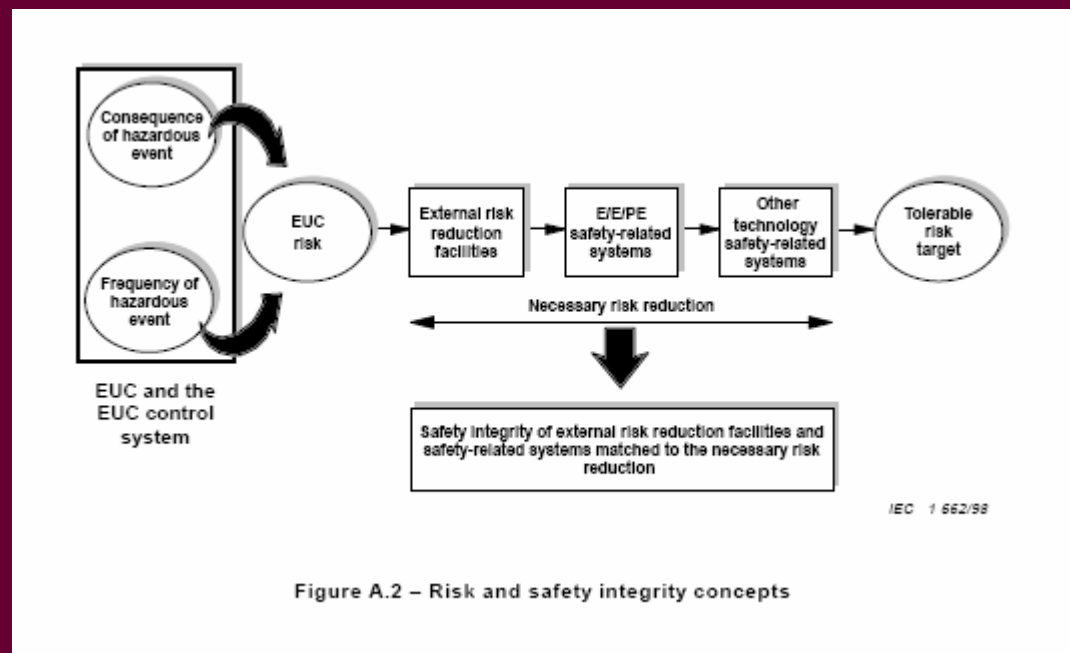 Consequence
of hazardous
event
Frequency of
hazardous
event
EUC and the
EUC control
system
EUC
risk
External risk
reduction
facilities
E/E/PE
safety-related
systems
Other
technology
safety-related
systems
Tolerable
risk
target
Necessary risk reduction
Safety integrity of external risk reduction facilities and
safety-related systems matched to the necessary risk
reduction
IEC 1 662/98
Figure A.2 – Risk and safety integrity concepts